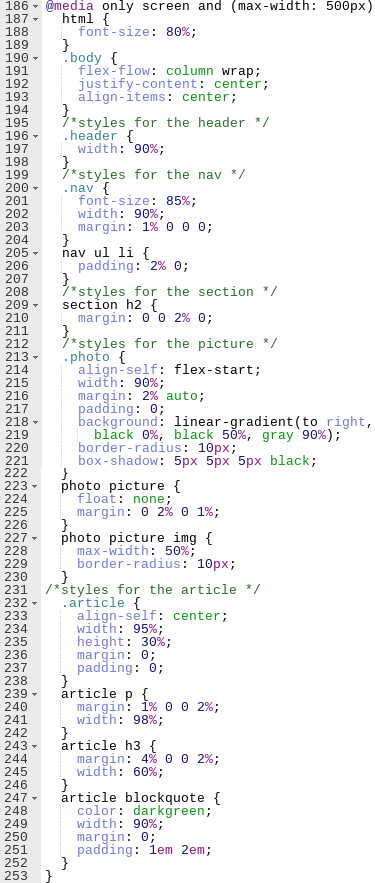 186 @media only screen and (max-width: 500px)
187 html {
188 font-size: 80%;
189 }
190 .body {
191 flex-flow: column wrap;
192 justify-content: center;
193 align-items: center;
194 }
195 /*styles for the header */
196 .header {
197 width: 90%;
198 }
199 /*styles for the nav */
200 .nav {
201 font-size: 85%;
202 width: 90%;
203 margin: 1% 0 0 0;
204 }
205 nav ul li {
206 padding: 2% 0;
207 }
208 /*styles for the section */
209 section h2 {
210 margin: 0 0 2% 0;
211 }
212 /*styles for the picture */
213 .photo {
214 align-self: flex-start;
215 width: 90%;
216 margin: 2% auto;
217 padding: 0;
218 background: linear-gradient(to right,
219 black 0%, black 50%, gray 90%);
220 border-radius: 10px;
221 box-shadow: 5px 5px 5px black;
222 }
223 photo picture {
224 float: none;
225 margin: 0 2% 0 1%;
226 }
227 photo picture img {
228 max-width: 50%;
229 border-radius: 10px;
230 }
231 /*styles for the article */
232 .article {
233 align-self: center;
234 width: 95%;
235 height: 30%;
236 margin: 0;
237 padding: 0;
238 }
239 article p {
240 margin: 1% 0 0 2%;
241 width: 98%;
242 }
243 article h3 {
244 margin: 4% 0 0 2%;
245 width: 60%;
246 }
247 article blockquote {
248 color: darkgreen;
249 width: 90%;
250 margin: 0;
251 padding: 1em 2em;
252 }
253 }